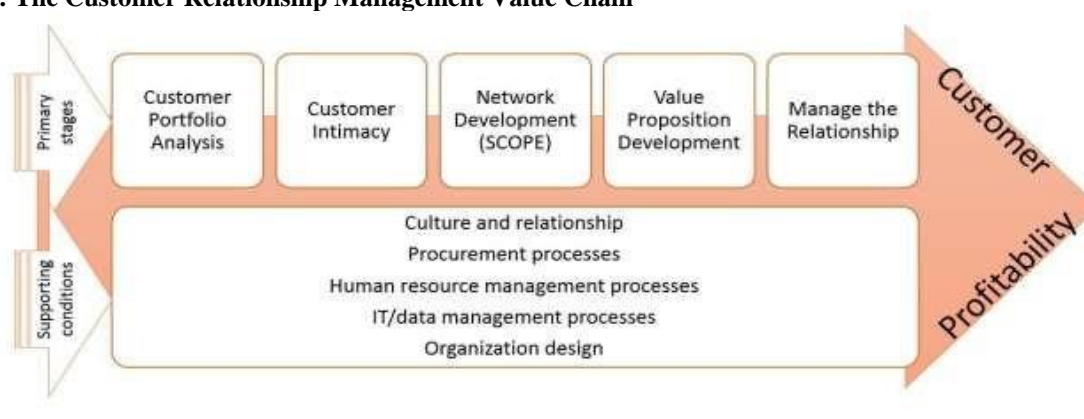 : The Customer Relationship Management Value Chain
Primary
stages
Customer
Portfolio
Analysis
Customer
Intimacy
Network
Development
(SCOPE)
Value
Proposition
Development
Manage the
Relationship
Customer
Supporting
conditions
Culture and relationship
Procurement processes
Human resource management processes
IT/data management processes
Organization design
Profitability